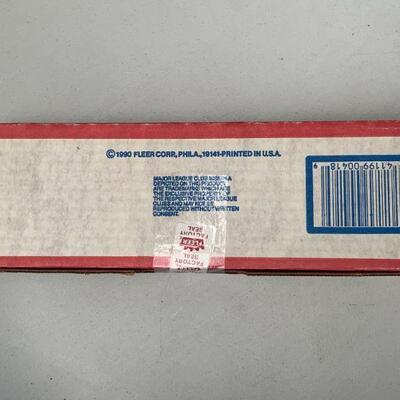 ©1990 FLEER CORP., PHILA., 19141-PRINTED IN U.S.A.
MAJOR LEAGUE CLUB INSIGNIA
DEPICTED ON THIS PRODUCT
ARE TRADEMARKS WHICH ARE
THE EXCLUSIVE PROPERTY OF
THE RESPECTIVE MAJOR LEAGUE
CLUBS AND MAY NOT BE
REPRODUCED WITHOUT WRITTEN
CONSENT.
FACTORY
SEAL
FLEER
FACTORY
SEAL
9 41199 00418